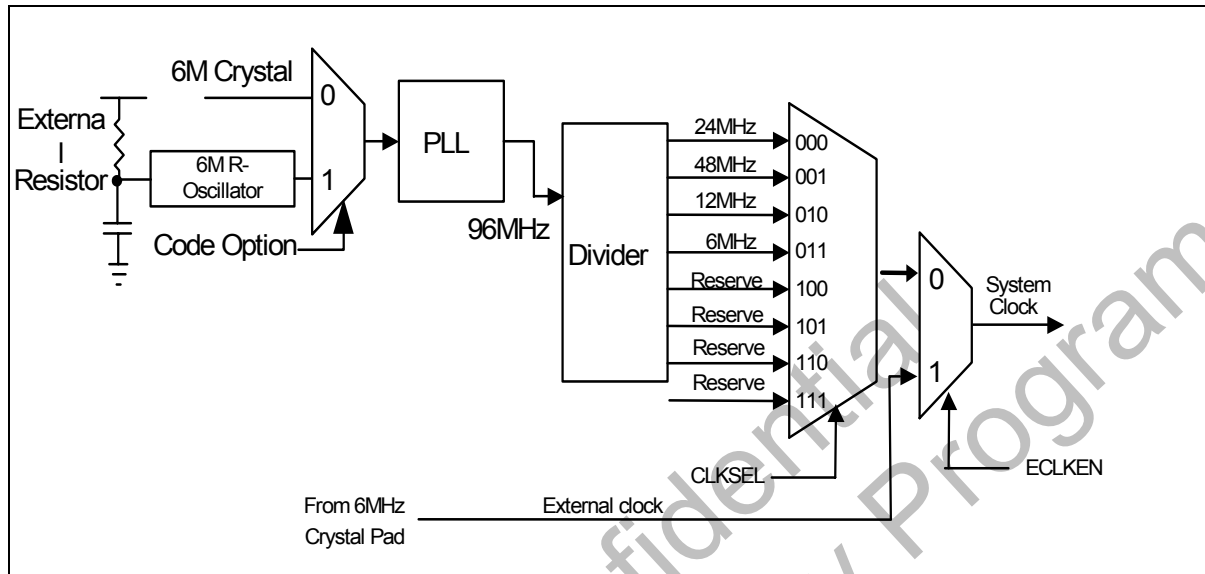 6M Crystal
0
Externa
l
Resistor
6M R-
Oscillator
1
Code Option
PLL
96MHz
Divider
24MHz
000
48MHz
001
12MHz
010
6MHz
011
Reserve
100
Reserve
101
Reserve
110
Reserve
111
CLKSEL
0
1
System
Clock
ECLKEN
From 6MHz
Crystal Pad
External clock
fidential
y Program